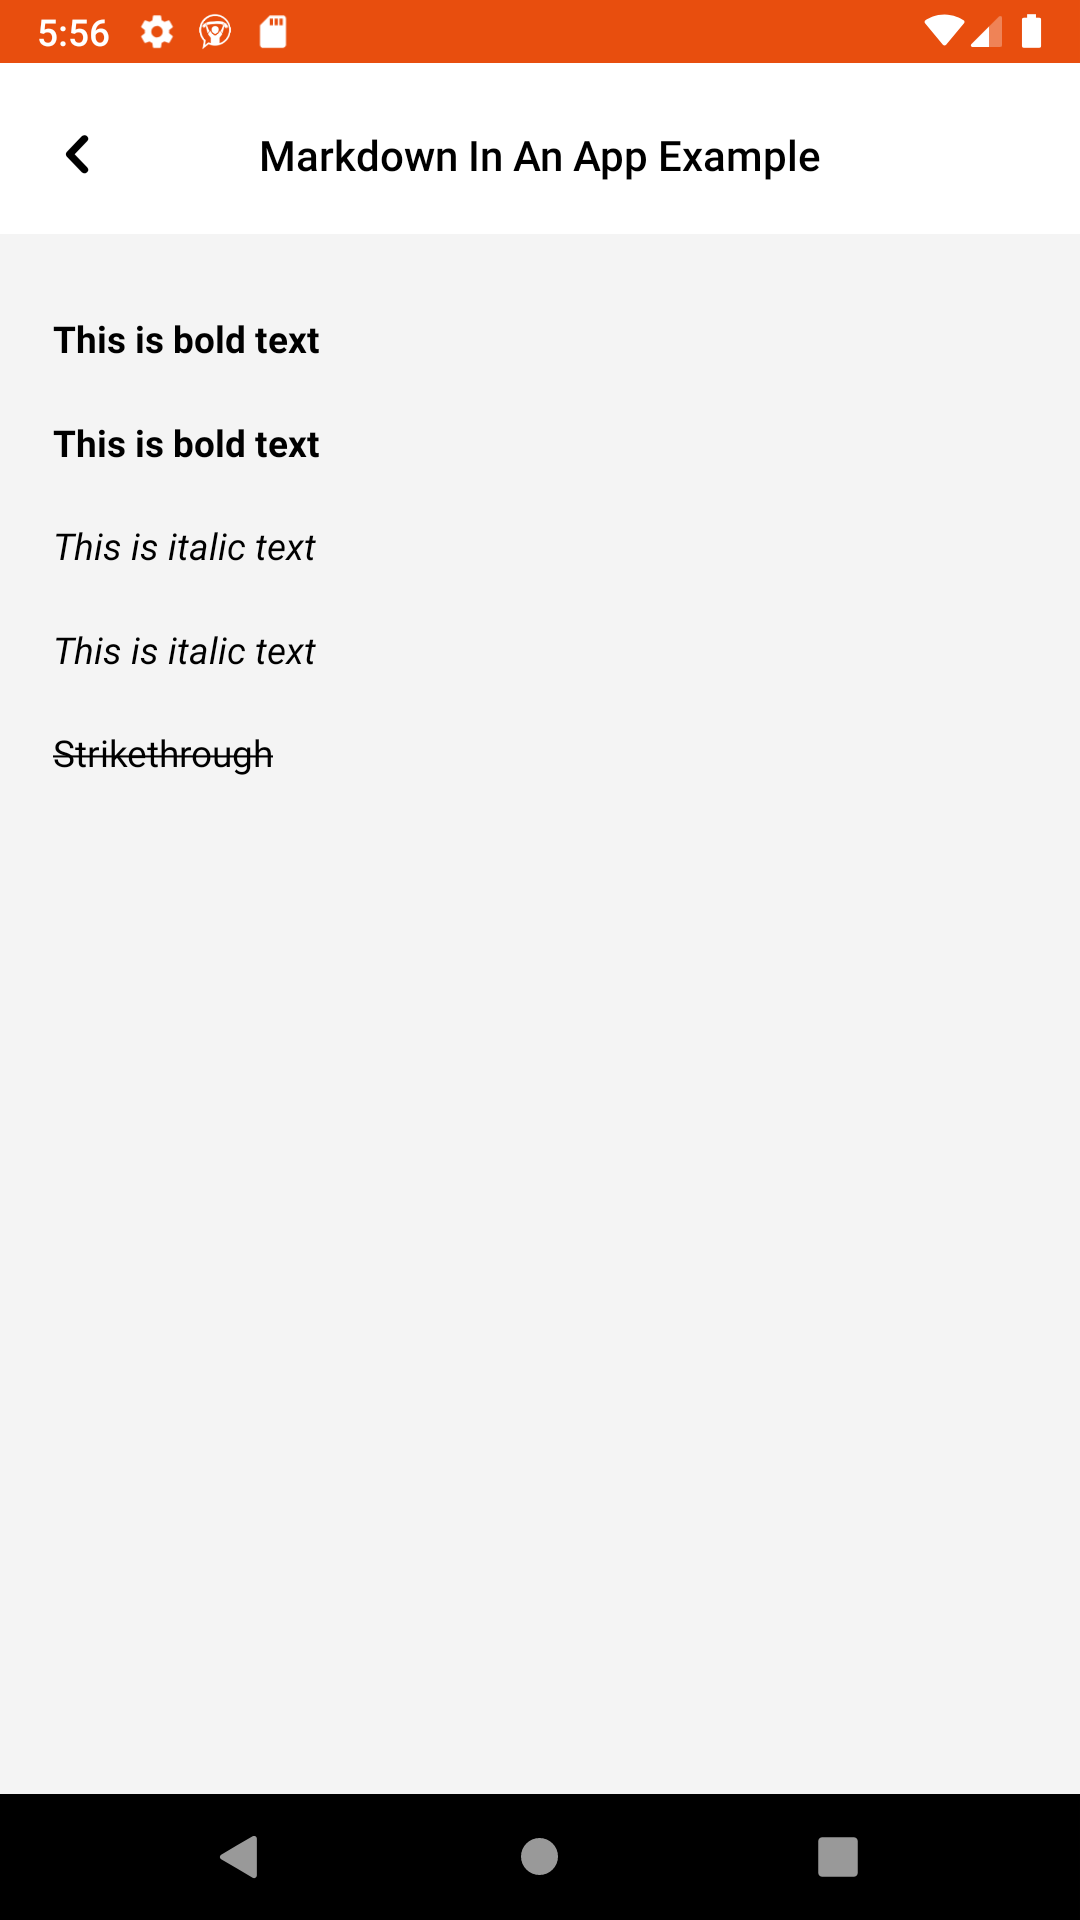 5:56
Markdown In An App Example
This is bold text
This is bold text
This is italic text
This is italic text
Strikethrough